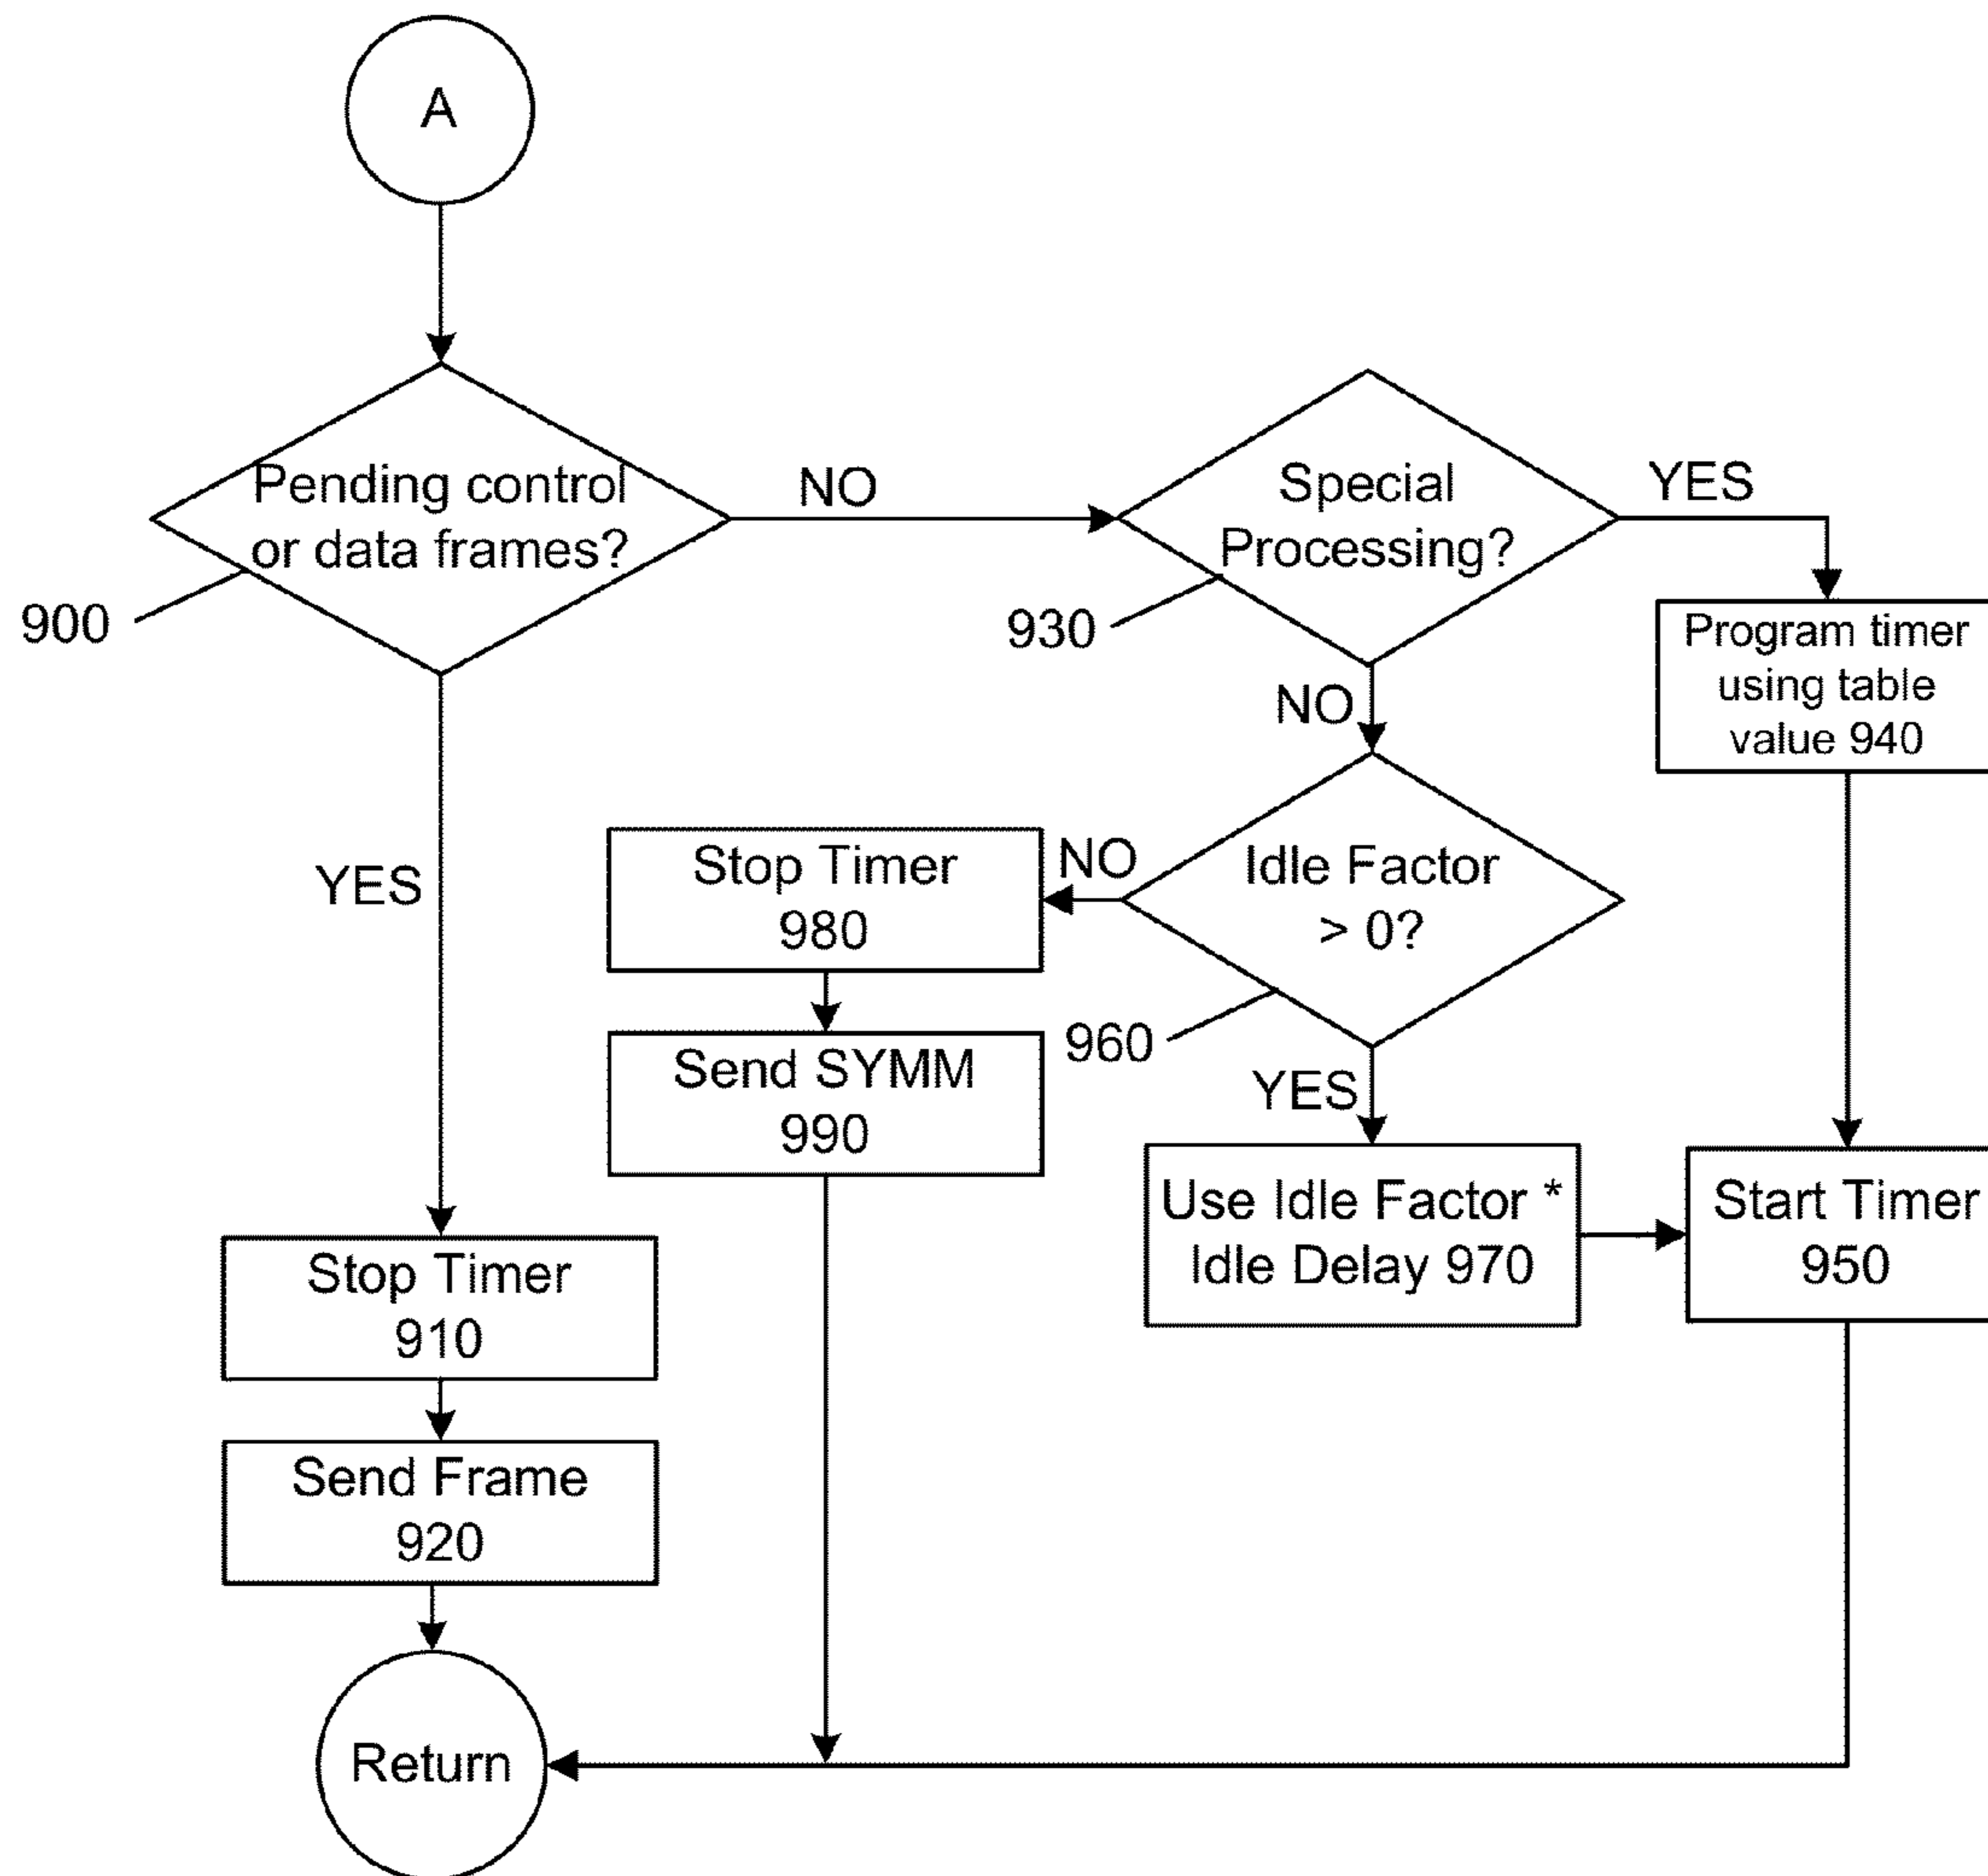 A
Pending control
or data frames?
900
NO
Special
Processing?
930
YES
Program timer
using table
value 940
NO
YES
Stop Timer
980
NO
Idle Factor
> 0?
960
Send SYMM
990
YES
Use Idle Factor *
Idle Delay 970
Start Timer
950
Stop Timer
910
Send Frame
920
Return